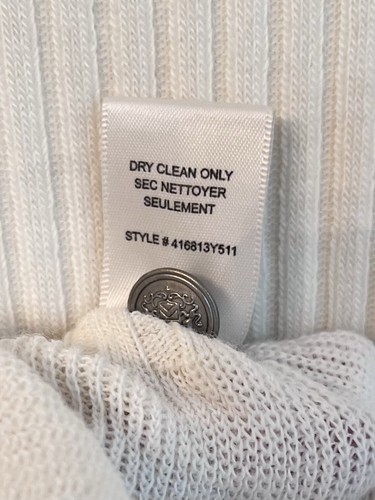 DRY CLEAN ONLY
SEC NETTOYER
SEULEMENT
STYLE # 416813Y511